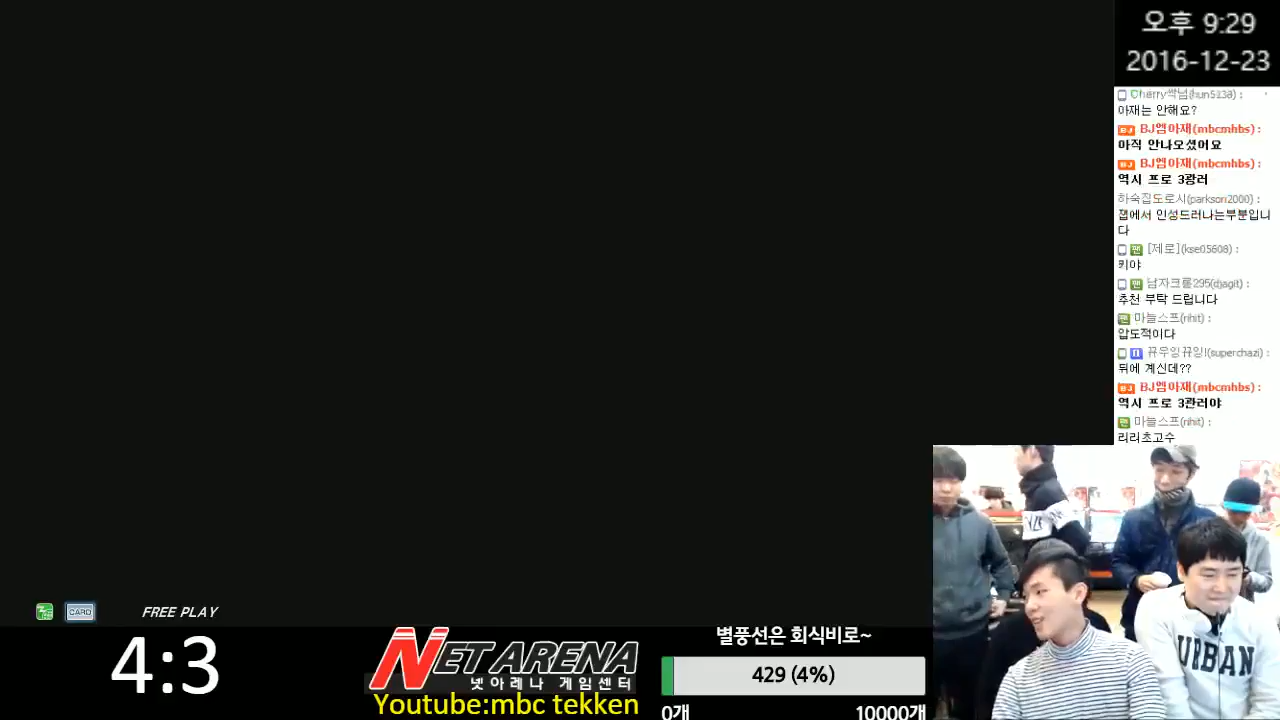 오후 9:29
2016-12-23
아재는 안해요?
BJ엠아재(mbcmhbs) :
아직 안나오셨어요
BJ엠아재(mbcmhbs) :
역시 프로 3광러
하숙집도로시(parksori2000) :
잽에서 인성드러나는부분입니
다
[제로](kse05608) :
키야
남자크롱295(djagit) :
추천 부탁 드립니다
마늘스프(rihit) :
압도적이다
뀨우잉뀨잉!(superchazi) :
뒤에 계신데??
BJ엠아재(mbcmhbs) :
역시 프로 3관러야
마늘스프(rihit) :
리리초고수
CARD
FREE PLAY
4:3
NET ARENA
넷아레나 게임센터
Youtube:mbc tekken
별풍선은 회식비로~
429 (4%)
0개
10000개
URBAN